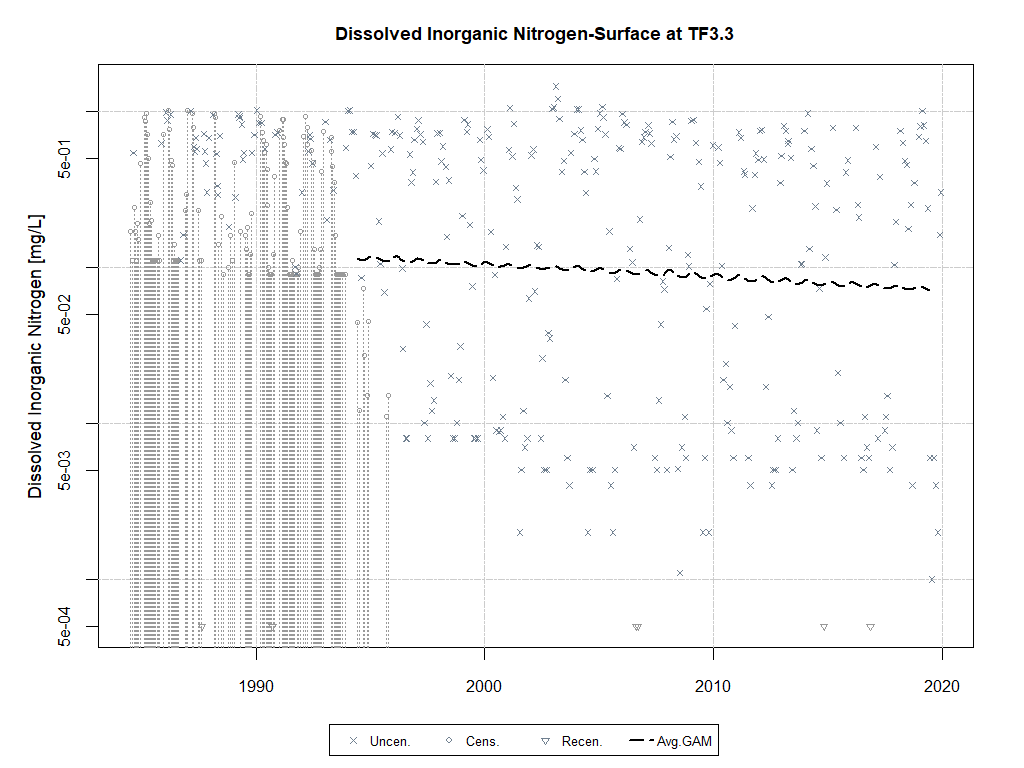 Dissolved Inorganic Nitrogen-Surface at TF3.3
Dissolved Inorganic Nitrogen [mg/L]
5e-01
5e-02
5e-03
5e-04
1990 2000 2010 2020
Uncen. Cens. Recen. Avg.GAM